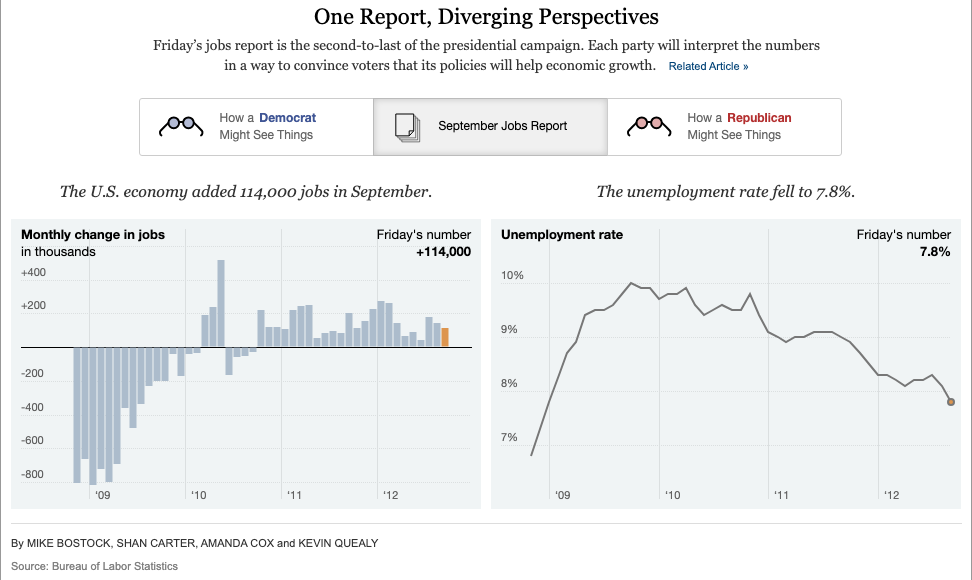 One Report, Diverging Perspectives
Friday's jobs report is the second-to-last of the presidential campaign. Each party will interpret the numbers
in a way to convince voters that its policies will help economic growth. Related Article »
How a Democrat
Might See Things
September Jobs Report
How a Republican
Might See Things
The U.S. economy added 114,000 jobs in September.
The unemployment rate fell to 7.8%.
Monthly change in jobs
in thousands
Friday's number
+114,000
+400
+200
-200
-400
-600
-800
'09
'10
'11
'12
Unemployment rate
Friday's number
7.8%
10%
9%
8%
7%
'09
'10
'11
'12
By MIKE BOSTOCK, SHAN CARTER, AMANDA COX and KEVIN QUEALY
Source: Bureau of Labor Statistics